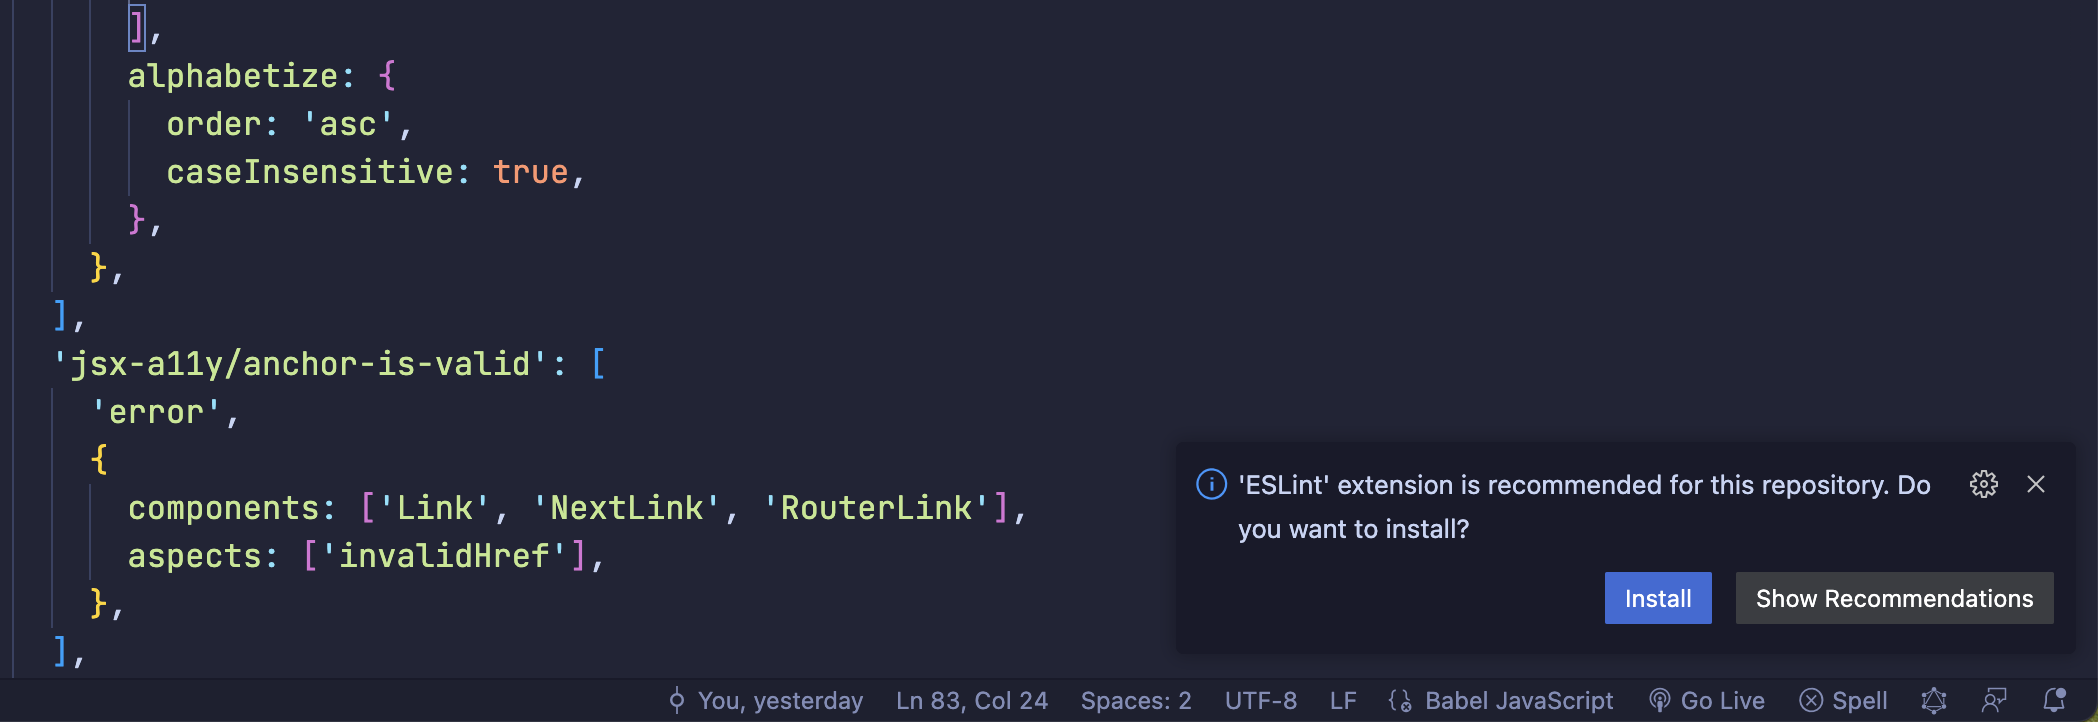 ],
alphabetize: {
order: 'asc',
caseInsensitive: true,
},
},
],
'jsx-a11y/anchor-is-valid': [
'error',
{
components: ['Link', 'NextLink', 'RouterLink'],
aspects: ['invalidHref'],
},
],
'ESLint' extension is recommended for this repository. Do
you want to install?
Install Show Recommendations
You, yesterday Ln 83, Col 24 Spaces: 2 UTF-8 LF Babel JavaScript Go Live Spell